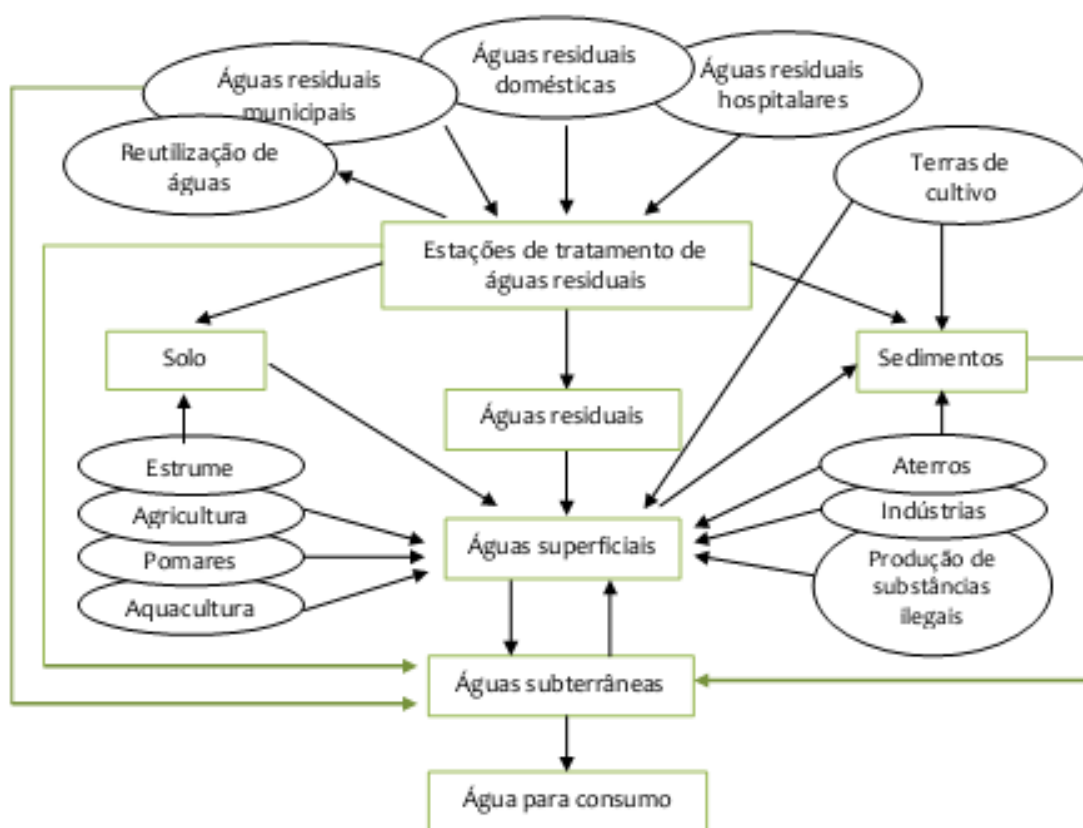 Águas residuais
municipais
Águas residuais
domésticas
Águas residuais
hospitalares
Reutilização de
águas
Terras de
cultivo
Estações de tratamento de
águas residuais
Solo
Sedimentos
Águas residuais
Estrume
Agricultura
Pomares
Aquacultura
Aterros
Indústrias
Produção de
substâncias
ilegais
Águas superficiais
Águas subterrâneas
Água para consumo